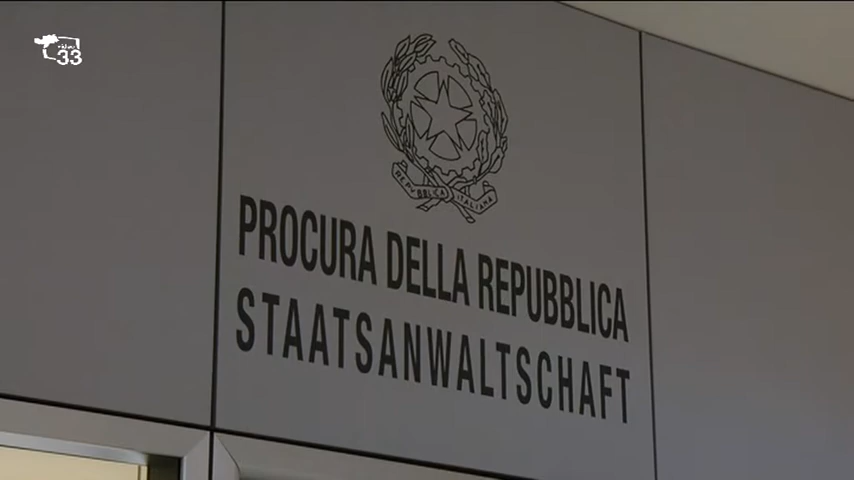 33
REPVBBLICA ITALIANA
PROCURA DELLA REPUBBLICA
STAATSANWALTSCHAFT